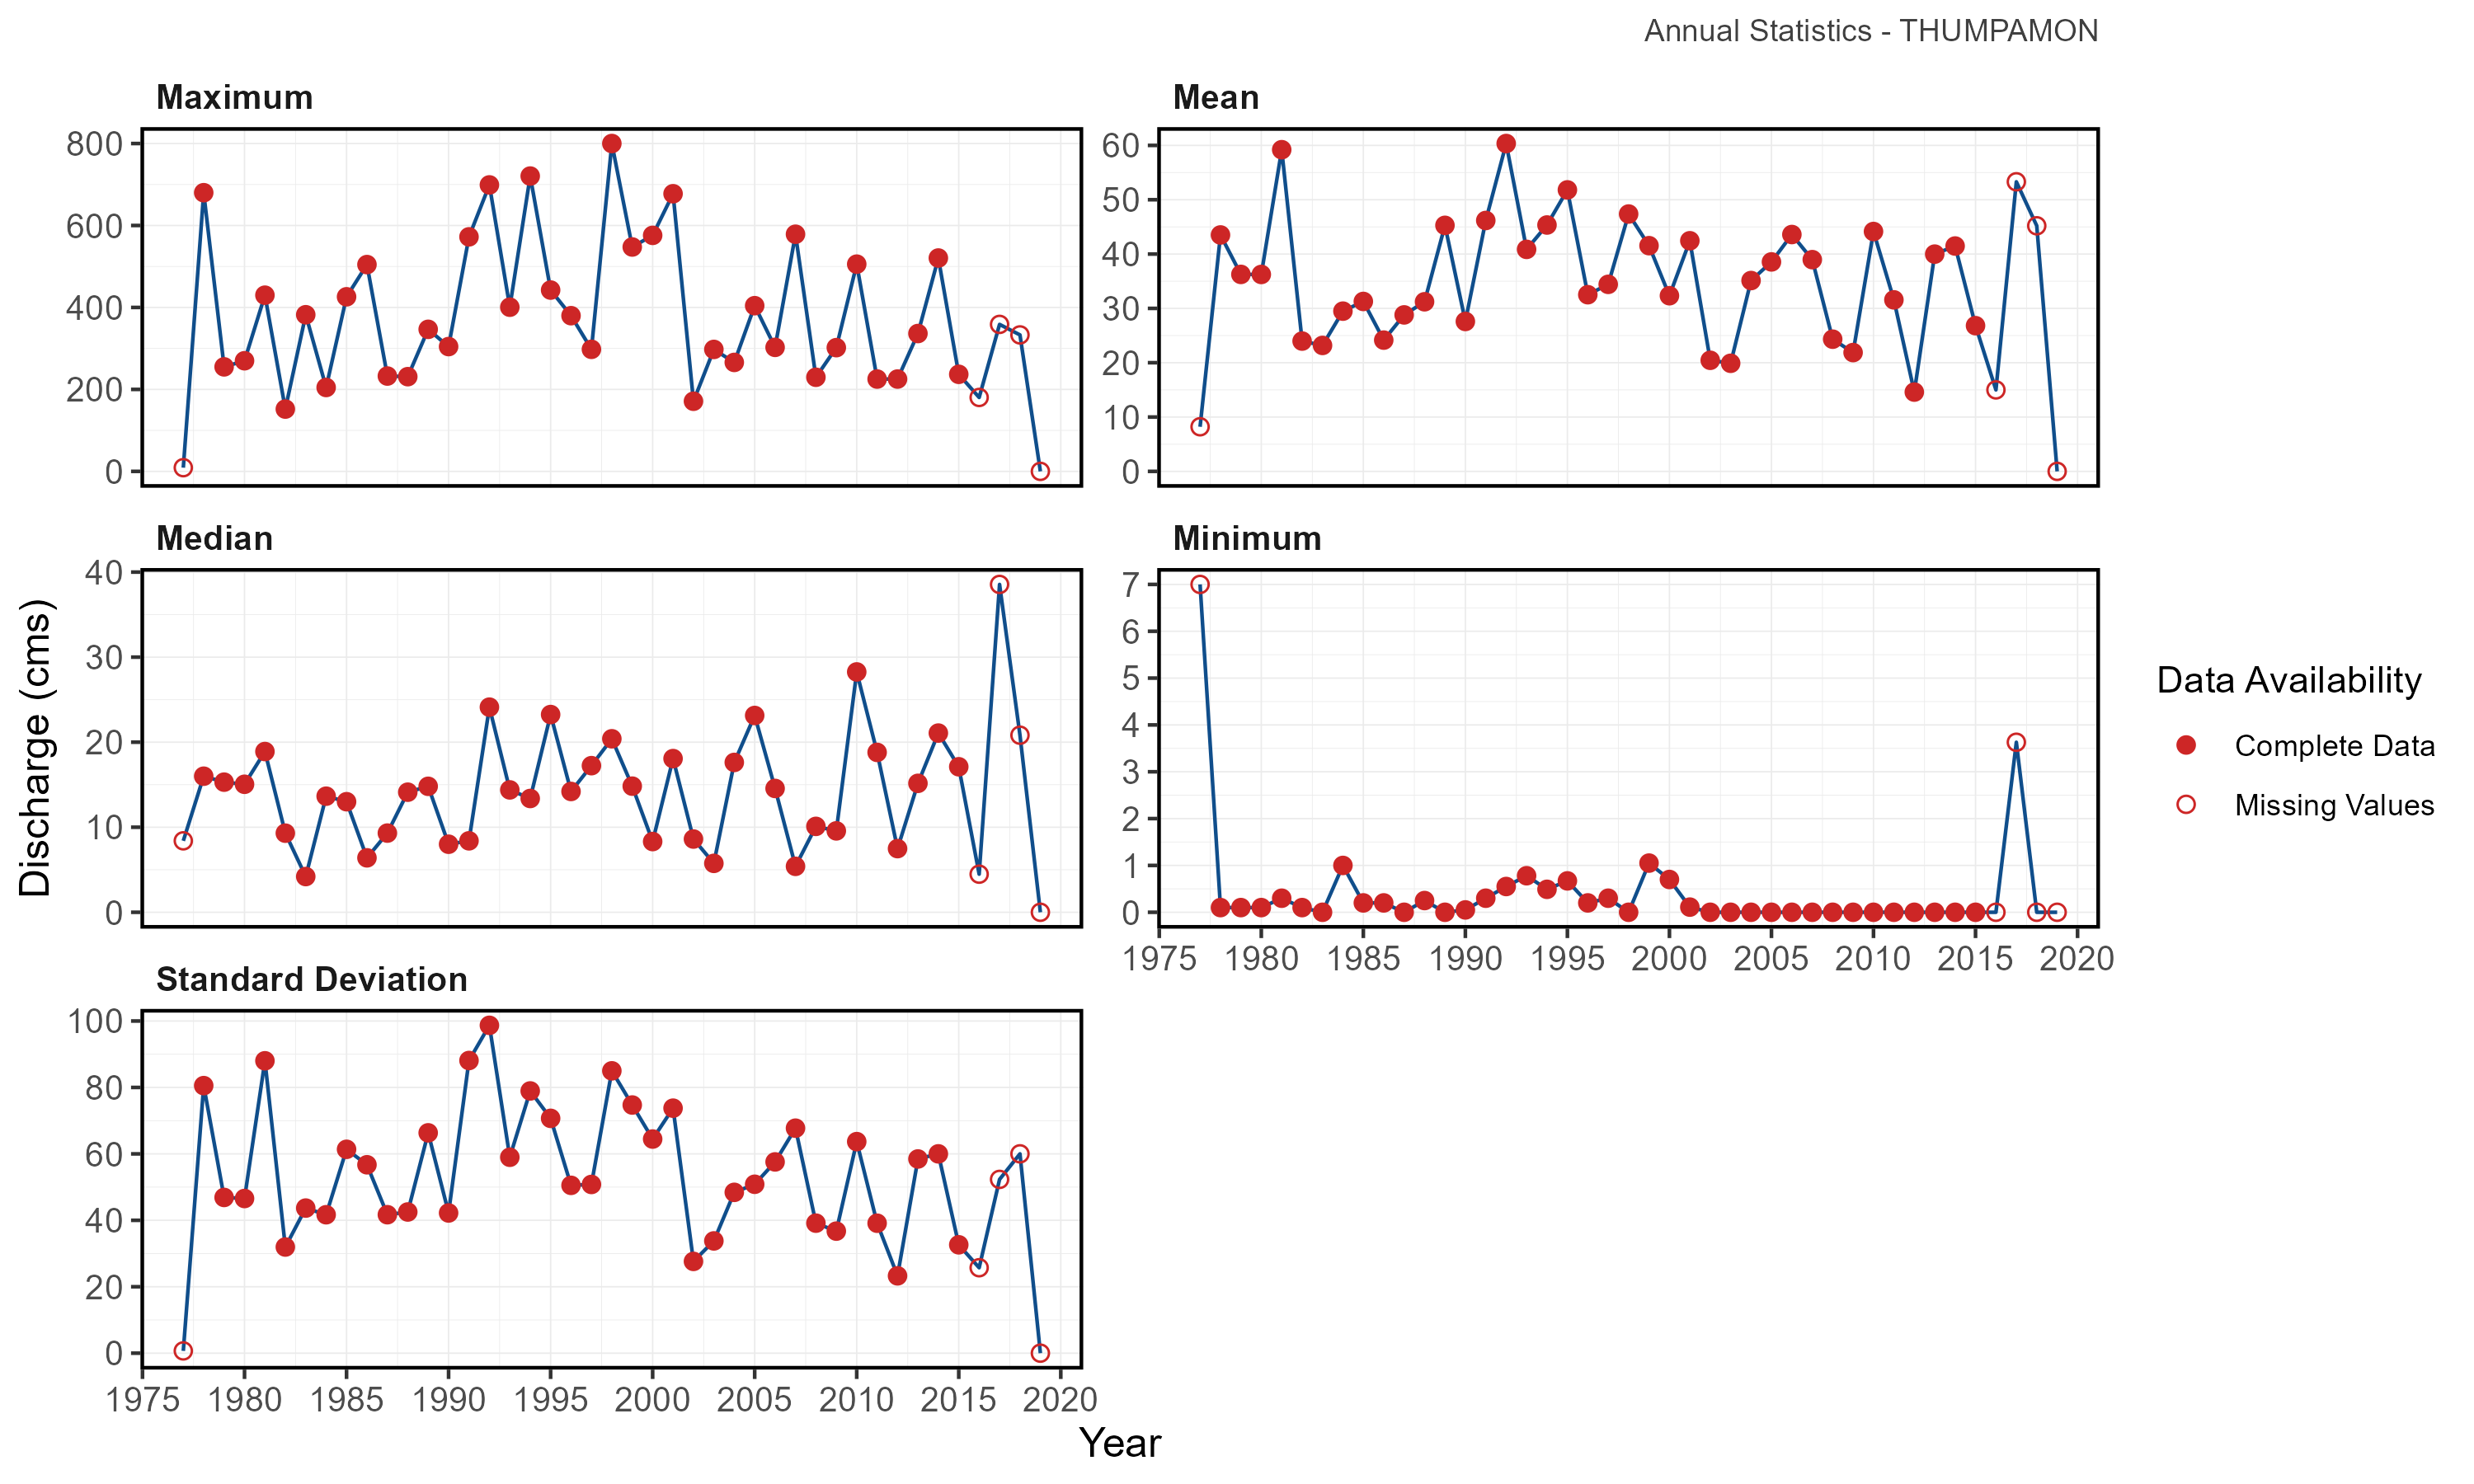 Annual Statistics - THUMPAMON
Maximum
800
600
400
200
0
Mean
60
50
40
30
20
10
0
Median
40
30
20
10
0
Minimum
7
6
5
4
3
2
1
0
1975 1980 1985 1990 1995 2000 2005 2010 2015 2020
Standard Deviation
100
80
60
40
20
0
1975 1980 1985 1990 1995 2000 2005 2010 2015 2020
Discharge (cms)
Year
Data Availability
Complete Data
Missing Values